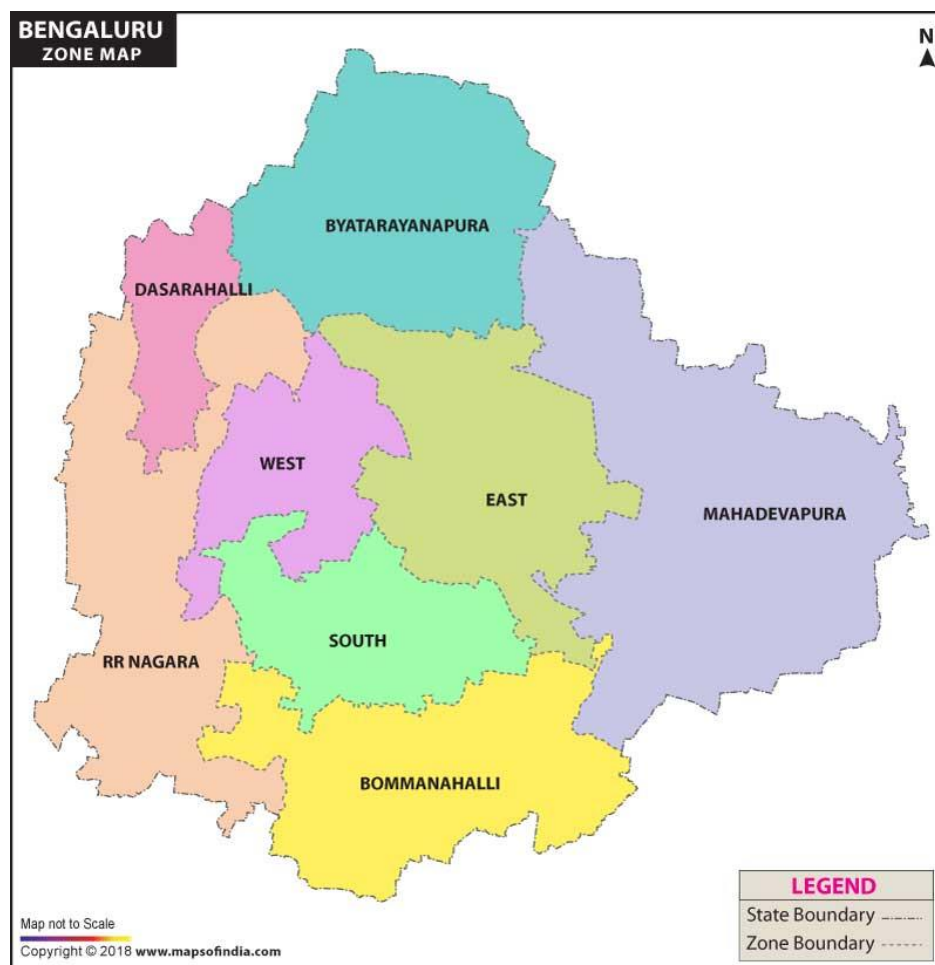 BENGALURU
ZONE MAP
N
BYATARAYANAPURA
DASARAHALLI
WEST
EAST
MAHADEVAPURA
SOUTH
RR NAGARA
BOMMANAHALLI
LEGEND
State Boundary
Zone Boundary
Map not to Scale
Copyright © 2018 www.mapsofindia.com